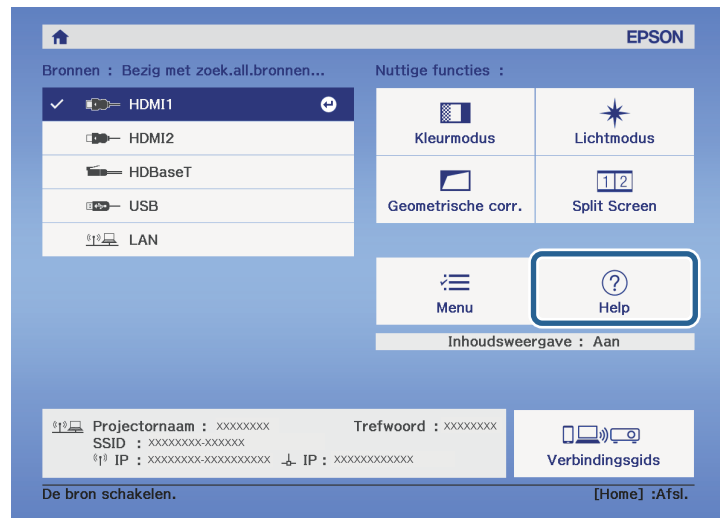 EPSON
Bronnen : Bezig met zoek.all.bronnen...
HDMI1
HDMI2
HDBaseT
USB
LAN
Nuttige functies :
Kleurmodus
Lichtmodus
Geometrische corr.
1 2
Split Screen
Menu
?
Help
Inhoudsweergave : Aan
Projectornaam : xxxxxxxx Trefwoord : xxxxxxxx
SSID : xxxxxxxx-xxxxxx
IP : xxxxxxxx-xxxxxxxxxx IP : xxxxxxxxxxxx
Verbindingsgids
De bron schakelen. [Home] :Afsl.